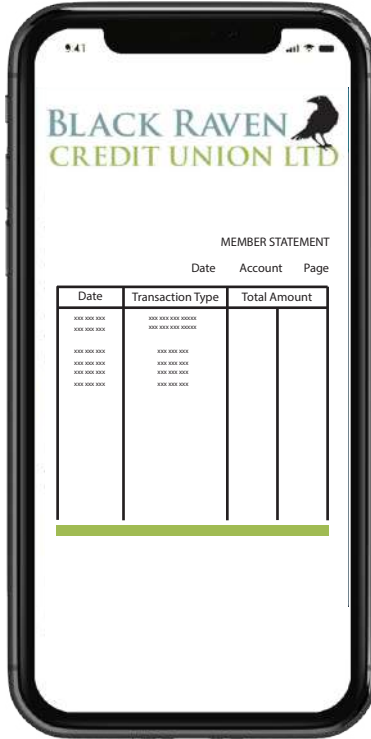 9.41
BLACK RAVEN
CREDIT UNION LTD
MEMBER STATEMENT
Date Account Page
Date Transaction Type Total Amount
xxx xxx xxx xxx xxx xxx xxxxx
xxx xxx xxx xxx xxx xxx xxxxx
xxx xxx xxx xxx xxx xxx
xxx xxx xxx xxx xxx xxx
xxx xxx xxx xxx xxx xxx
xxx xxx xxx xxx xxx xxx